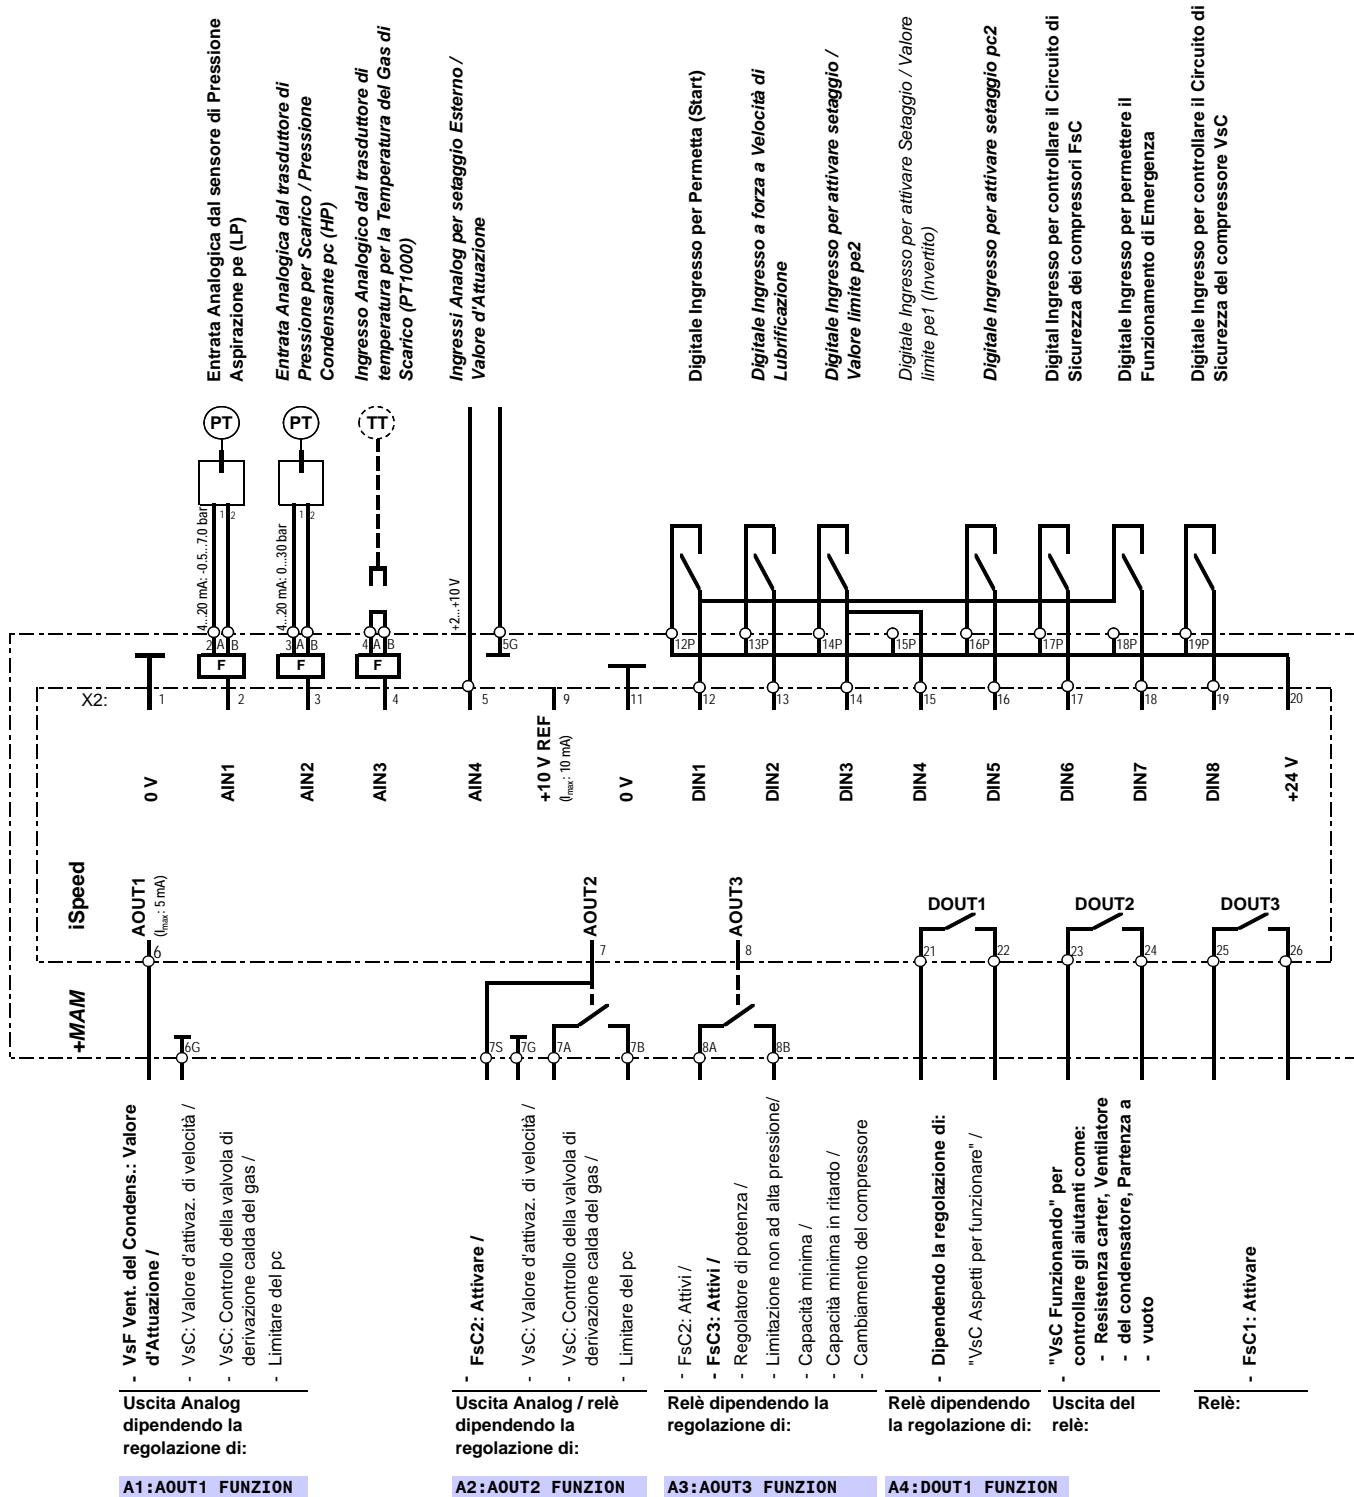 Entrata Analogica dal sensore di Pressione
Aspirazione pe (LP)
Entrata Analogica dal trasduttore di
Pressione per Scarico / Pressione
Condensante pc (HP)
Ingresso Analogico dal trasduttore di
temperatura per la Temperatura del Gas di
Scarico (PT1000)
Ingressi Analog per setaggio Esterno /
Valore d'Attuazione
Digitale Ingresso per Permetta (Start)
Digitale Ingresso a forza a Velocità di
Lubrificazione
Digitale Ingresso per attivare setaggio /
Valore limite pe2
Digitale Ingresso per attivare Setaggio / Valore
limite pe1 (Invertito)
Digitale Ingresso per attivare setaggio pc2
Digital Ingresso per controllare il Circuito di
Sicurezza dei compressori FsC
Digitale Ingresso per permettere il
Funzionamento di Emergenza
Digitale Ingresso per controllare il Circuito di
Sicurezza del compressore VsC
PT
PT
TT
1 2
1 2
4...20 mA: -0.5...7.0 bar
4...20 mA: 0...30 bar
+2...+10 V
2 A B
3 A B
4 A B
5G
12P
13P
14P
15P
16P
17P
18P
19P
F
F
F
X2:
1
2
3
4
5
9
11
12
13
14
15
16
17
18
19
20
0 V
AIN1
AIN2
AIN3
AIN4
+10 V REF
(Imax: 10 mA)
0 V
DIN1
DIN2
DIN3
DIN4
DIN5
DIN6
DIN7
DIN8
+24 V
iSpeed
AOUT1
(Imax: 5 mA)
AOUT2
AOUT3
DOUT1
DOUT2
DOUT3
6
7
8
21
22
23
24
25
26
+MAM
6G
7S
7G
7A
7B
8A
8B
- VsF Vent. del Condens.: Valore
d'Attuazione /
- VsC: Valore d'attivaz. di velocità /
- VsC: Controllo della valvola di
derivazione calda del gas /
- Limitare del pc
- FsC2: Attivare /
- VsC: Valore d'attivaz. di velocità /
- VsC: Controllo della valvola di
derivazione calda del gas /
- Limitare del pc
- FsC2: Attivi /
- FsC3: Attivi /
- Regolatore di potenza /
- Limitazione non ad alta pressione/
- Capacità minima /
- Capacità minima in ritardo /
- Cambiamento del compressore
- Dipendendo la regolazione di:
"VsC Aspetti per funzionare" /
- "VsC Funzionando" per
controllare gli aiutanti come:
- Resistenza carter, Ventilatore
- del condensatore, Partenza a
- vuoto
- FsC1: Attivare
Uscita Analog
dipendendo la
regolazione di:
Uscita Analog / relè
dipendendo la
regolazione di:
Relè dipendendo la
regolazione di:
Relè dipendendo
la regolazione di:
Uscita del
relè:
Relè:
A1:AOUT1 FUNZION
A2:AOUT2 FUNZION
A3:AOUT3 FUNZION
A4:DOUT1 FUNZION